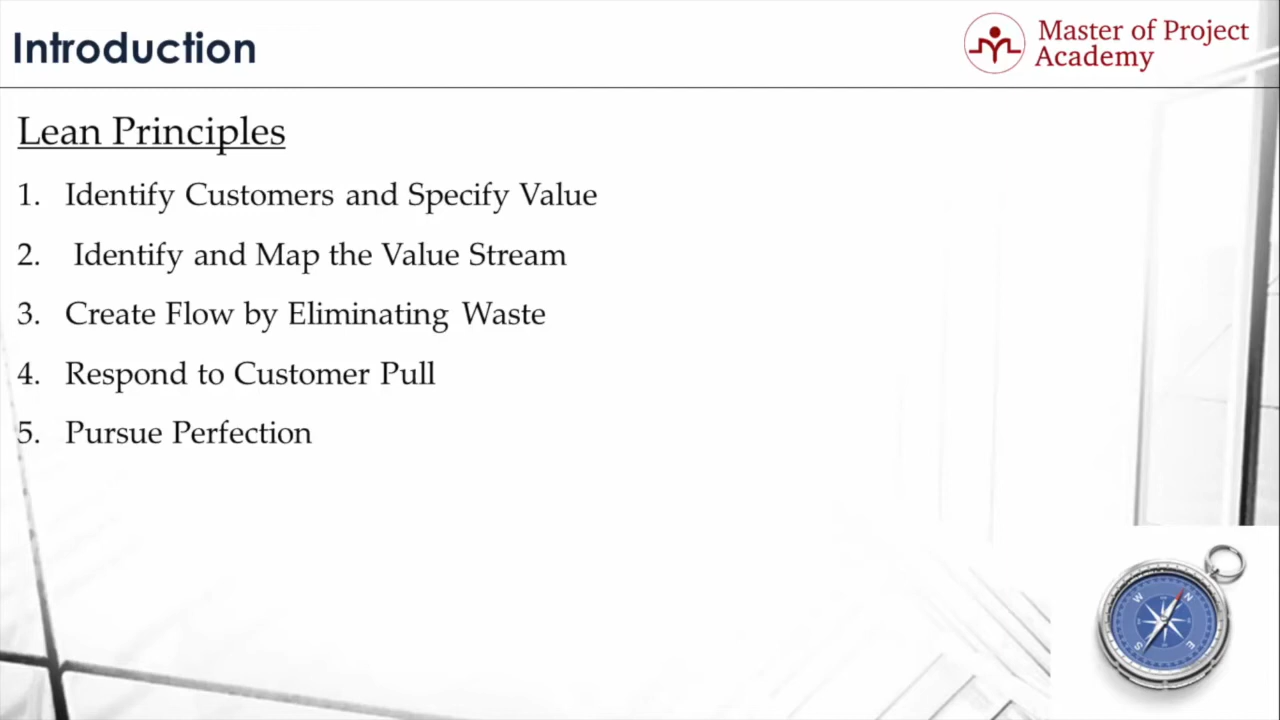 Introduction
Master of Project
Academy
Lean Principles
1. Identify Customers and Specify Value
2. Identify and Map the Value Stream
3. Create Flow by Eliminating Waste
4. Respond to Customer Pull
5. Pursue Perfection
N
W
E
S